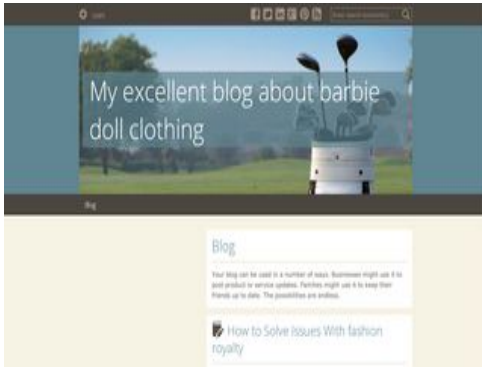 My excellent blog about barbie
doll clothing
Blog
Blog
Your blog can be used in a number of ways. Businesses might use it to
post product or service updates. Families might use it to keep their
friends up to date. The possibilities are endless.
How to Solve Issues With fashion
royalty